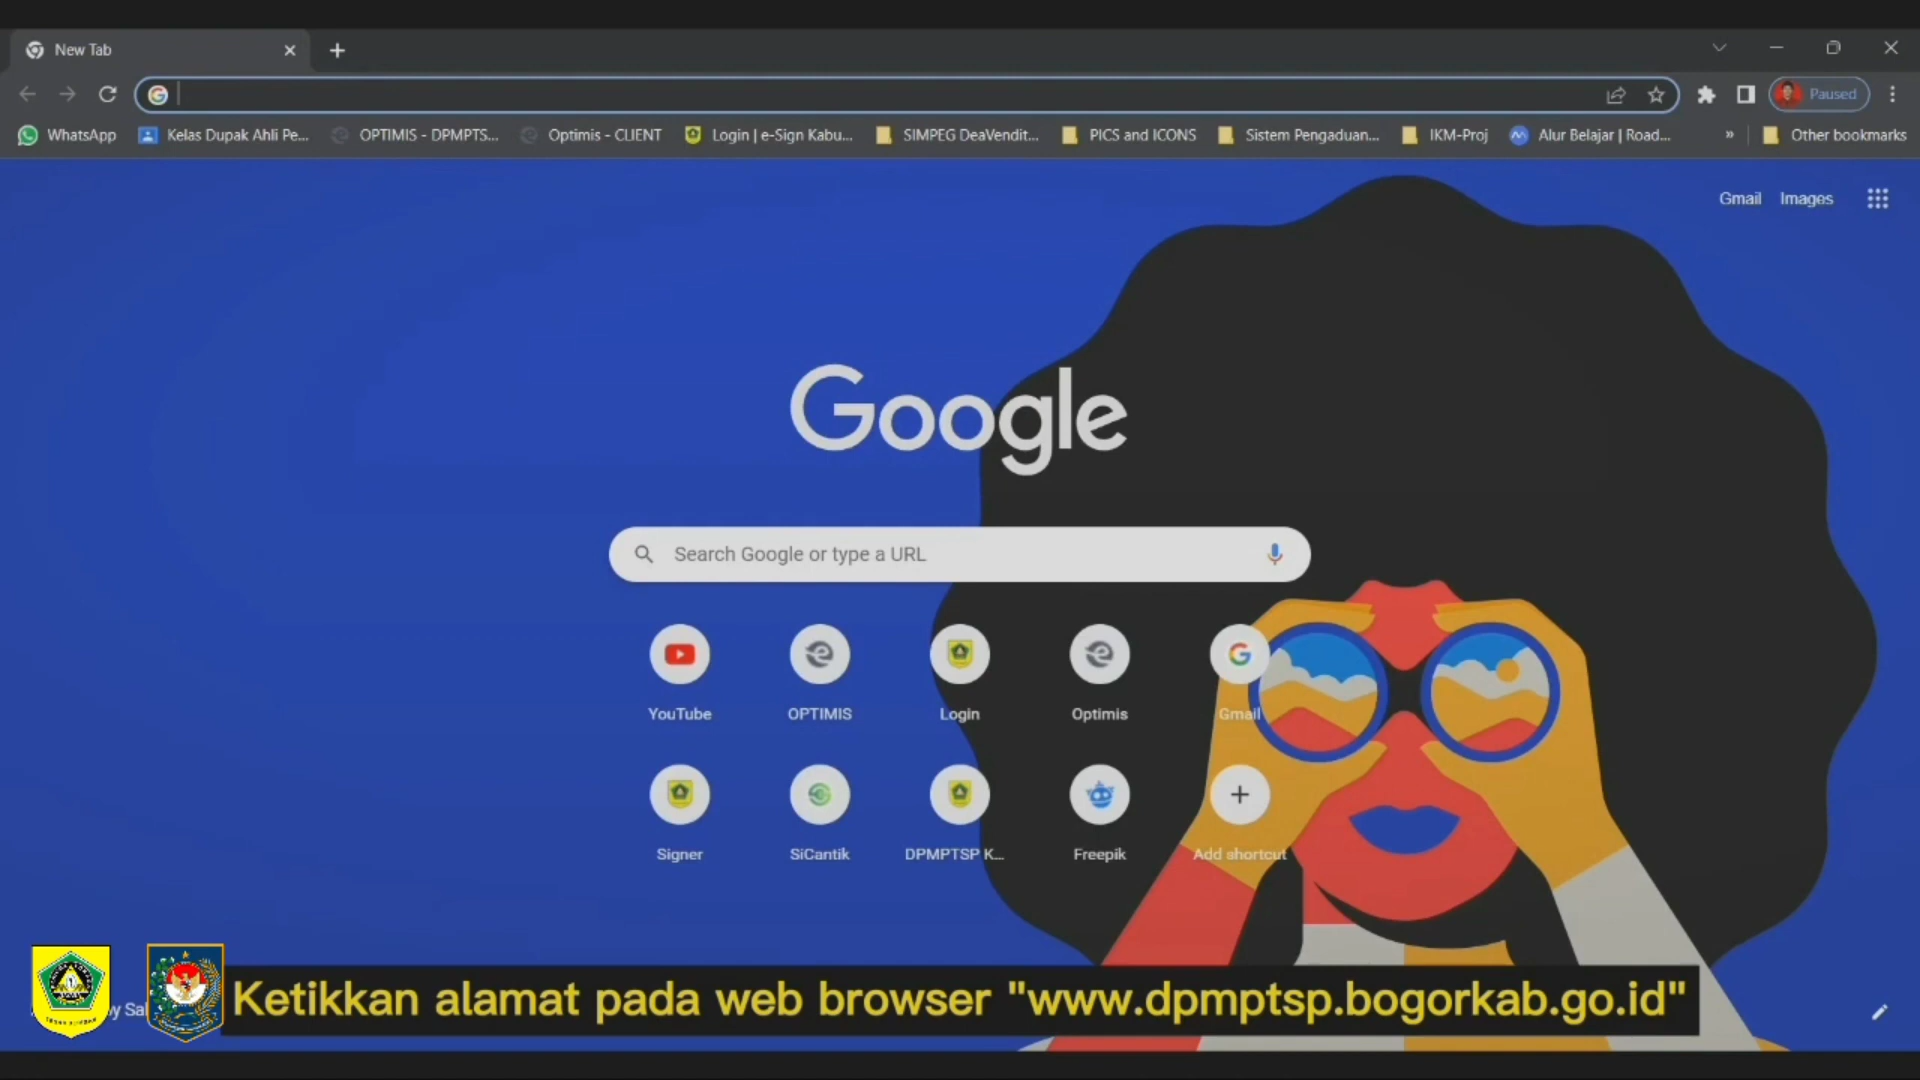 New Tab
Paused
WhatsApp
Kelas Dupak Ahli Pe...
OPTIMIS - DPMPTS...
Optimis - CLIENT
Login | e-Sign Kabu...
SIMPEG DeaVendit...
PICS and ICONS
Sistem Pengaduan...
IKM-Proj
Alur Belajar | Road...
»
Other bookmarks
Gmail
Images
Google
Search Google or type a URL
YouTube
OPTIMIS
Login
Optimis
Gmail
Signer
SiCantik
DPMPTSP K...
Freepik
Add shortcut
Ketikkan alamat pada web browser "www.dpmptsp.bogorkab.go.id"